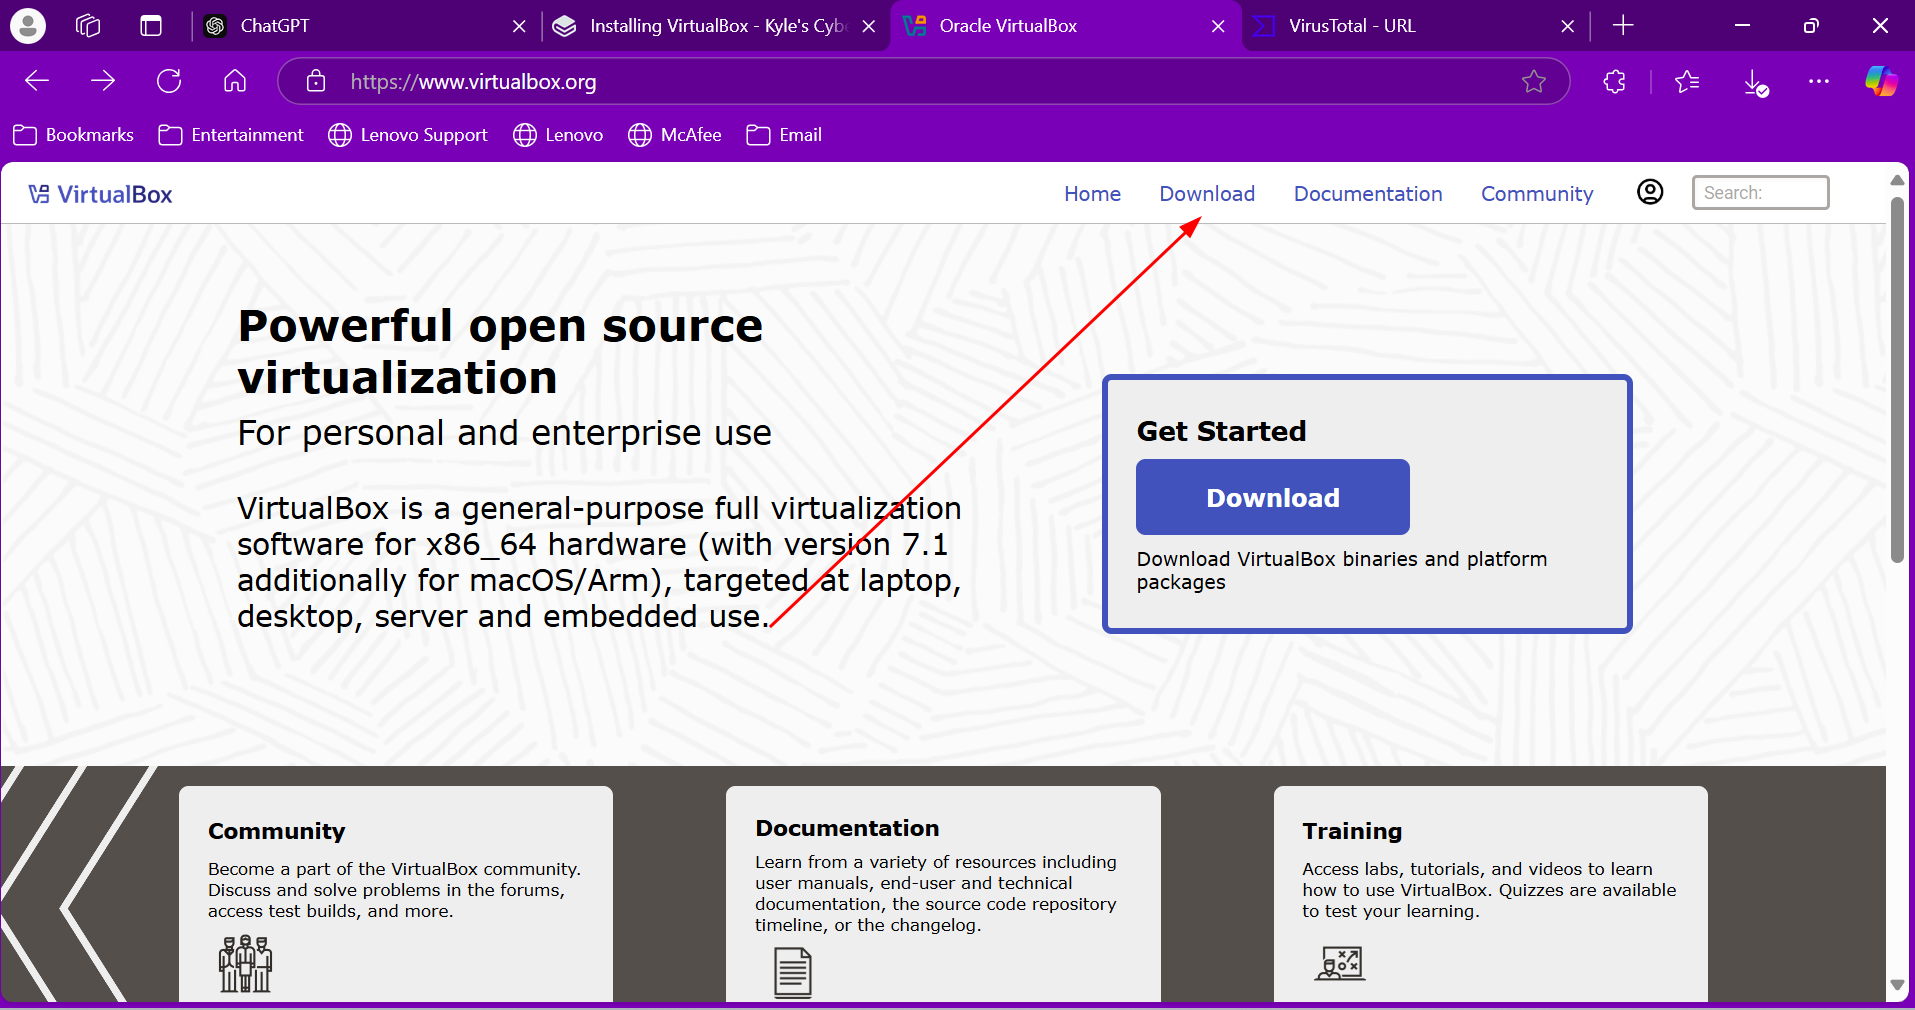 ChatGPT
Installing VirtualBox - Kyle's Cybe
Oracle VirtualBox
VirusTotal - URL
https://www.virtualbox.org
Bookmarks
Entertainment
Lenovo Support
Lenovo
McAfee
Email
VirtualBox
Home
Download
Documentation
Community
Search:
Powerful open source
virtualization
For personal and enterprise use
VirtualBox is a general-purpose full virtualization
software for x86_64 hardware (with version 7.1
additionally for macOS/Arm), targeted at laptop,
desktop, server and embedded use.
Get Started
Download
Download VirtualBox binaries and platform
packages
Community
Become a part of the VirtualBox community.
Discuss and solve problems in the forums,
access test builds, and more.
Documentation
Learn from a variety of resources including
user manuals, end-user and technical
documentation, the source code repository
timeline, or the changelog.
Training
Access labs, tutorials, and videos to learn
how to use VirtualBox. Quizzes are available
to test your learning.